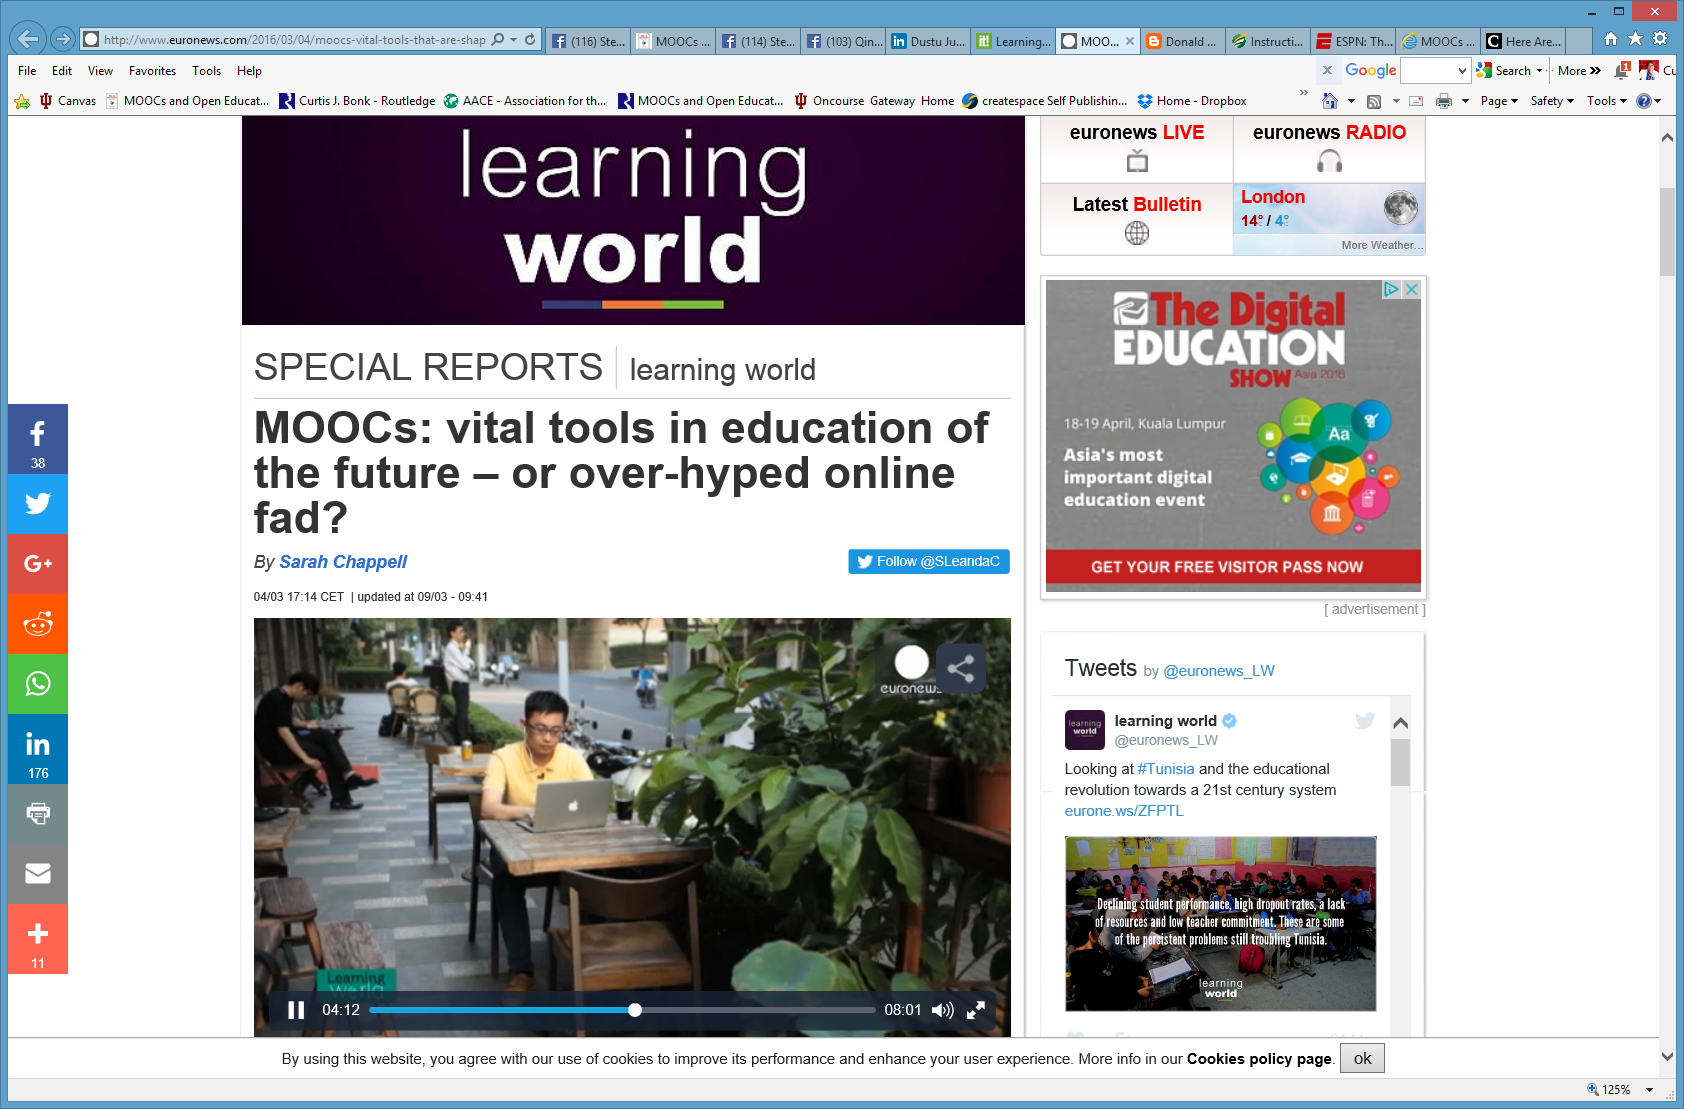 http://www.euronews.com/2016/03/04/moocs-vital-tools-that-are-shap
(116) Ste...
MOOCs ...
(114) Ste...
(103) Qin...
Dustu Ju...
Learning...
MOO...
Donald ...
Instructi...
ESPN: Th...
MOOCs ...
Here Are...
File Edit View Favorites Tools Help
x Google Search More » 1 Cu
Canvas MOOCs and Open Educat... Curtis J. Bonk - Routledge AACE - Association for th... MOOCs and Open Educat... Oncourse Gateway Home createspace Self Publishin... Home - Dropbox » Page Safety Tools
learning
world
SPECIAL REPORTS learning world
MOOCs: vital tools in education of
the future – or over-hyped online
fad?
By Sarah Chappell
Follow @SLeandaC
04/03 17:14 CET | updated at 09/03 - 09:41
euronews
Learning
World
04:12
08:01
38
G+
in
176
11
euronews LIVE
euronews RADIO
Latest Bulletin
London
14° / 4°
More Weather...
The Digital
EDUCATION
SHOW Asia 2016
18-19 April, Kuala Lumpur
Asia's most
important digital
education event
Aa
GET YOUR FREE VISITOR PASS NOW
[ advertisement ]
Tweets by @euronews_LW
learning
world
learning world
@euronews_LW
Looking at #Tunisia and the educational
revolution towards a 21st century system
eurone.ws/ZFPTL
Declining student performance, high dropout rates, a lack
of resources and low teacher commitment. These are some
of the persistent problems still troubling Tunisia.
learning
world
By using this website, you agree with our use of cookies to improve its performance and enhance your user experience. More info in our Cookies policy page. ok
125%